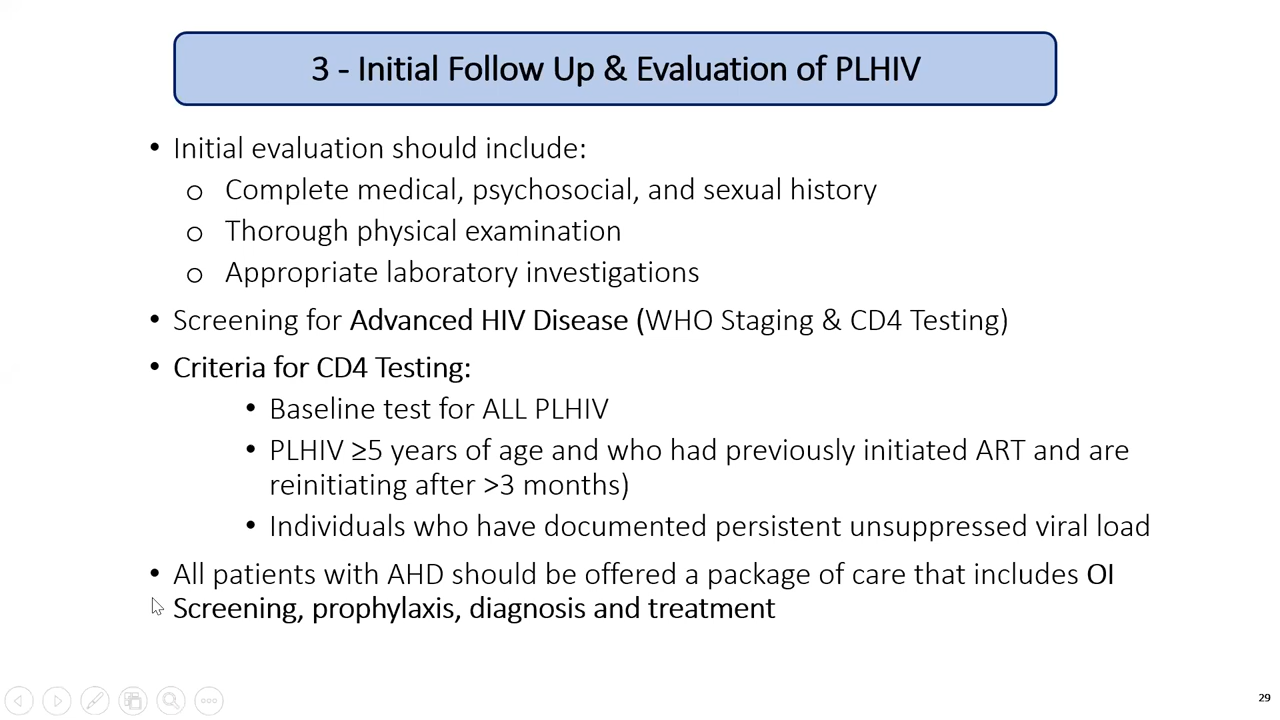 3 - Initial Follow Up & Evaluation of PLHIV
• Initial evaluation should include:
o Complete medical, psychosocial, and sexual history
o Thorough physical examination
o Appropriate laboratory investigations
• Screening for Advanced HIV Disease (WHO Staging & CD4 Testing)
• Criteria for CD4 Testing:
• Baseline test for ALL PLHIV
• PLHIV ≥5 years of age and who had previously initiated ART and are
reinitiating after >3 months)
• Individuals who have documented persistent unsuppressed viral load
• All patients with AHD should be offered a package of care that includes OI
Screening, prophylaxis, diagnosis and treatment
29